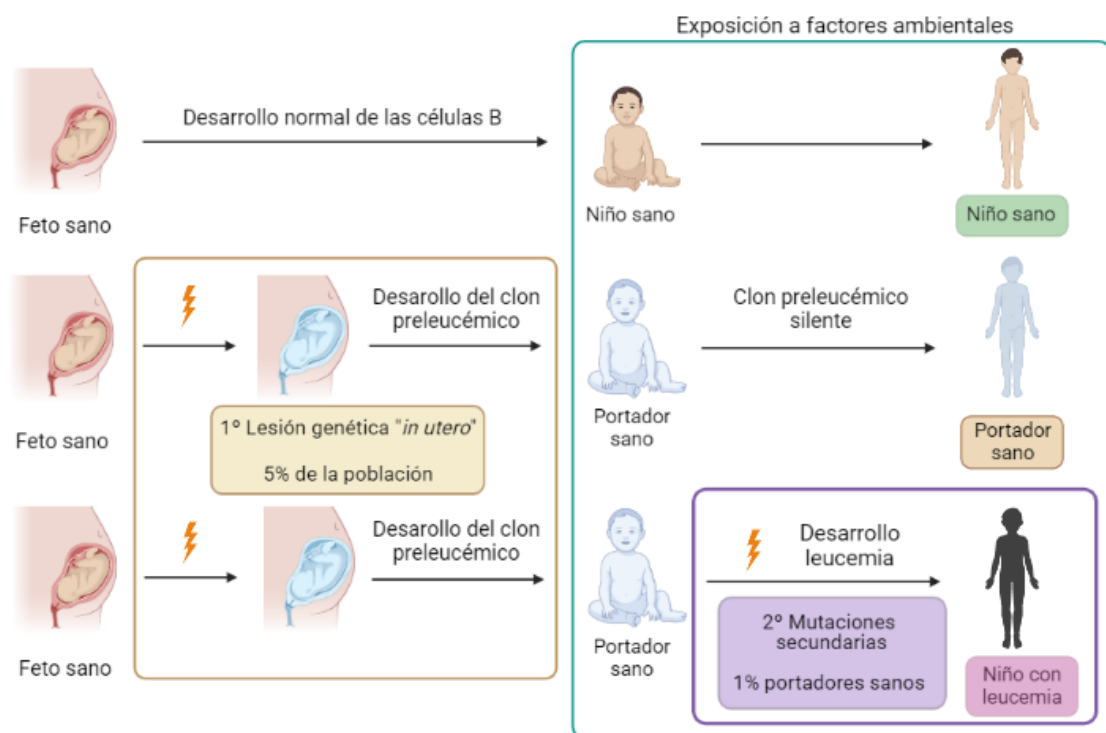 Exposición a factores ambientales
Desarrollo normal de las células B
Feto sano
Niño sano
Niño sano
Desarollo del clon
preleucémico
Clon preleucémico
silente
1º Lesión genética "in utero"
5% de la población
Feto sano
Portador
sano
Portador
sano
Desarollo del clon
preleucémico
Desarrollo
leucemia
2º Mutaciones
secundarias
1% portadores sanos
Feto sano
Portador
sano
Niño con
leucemia